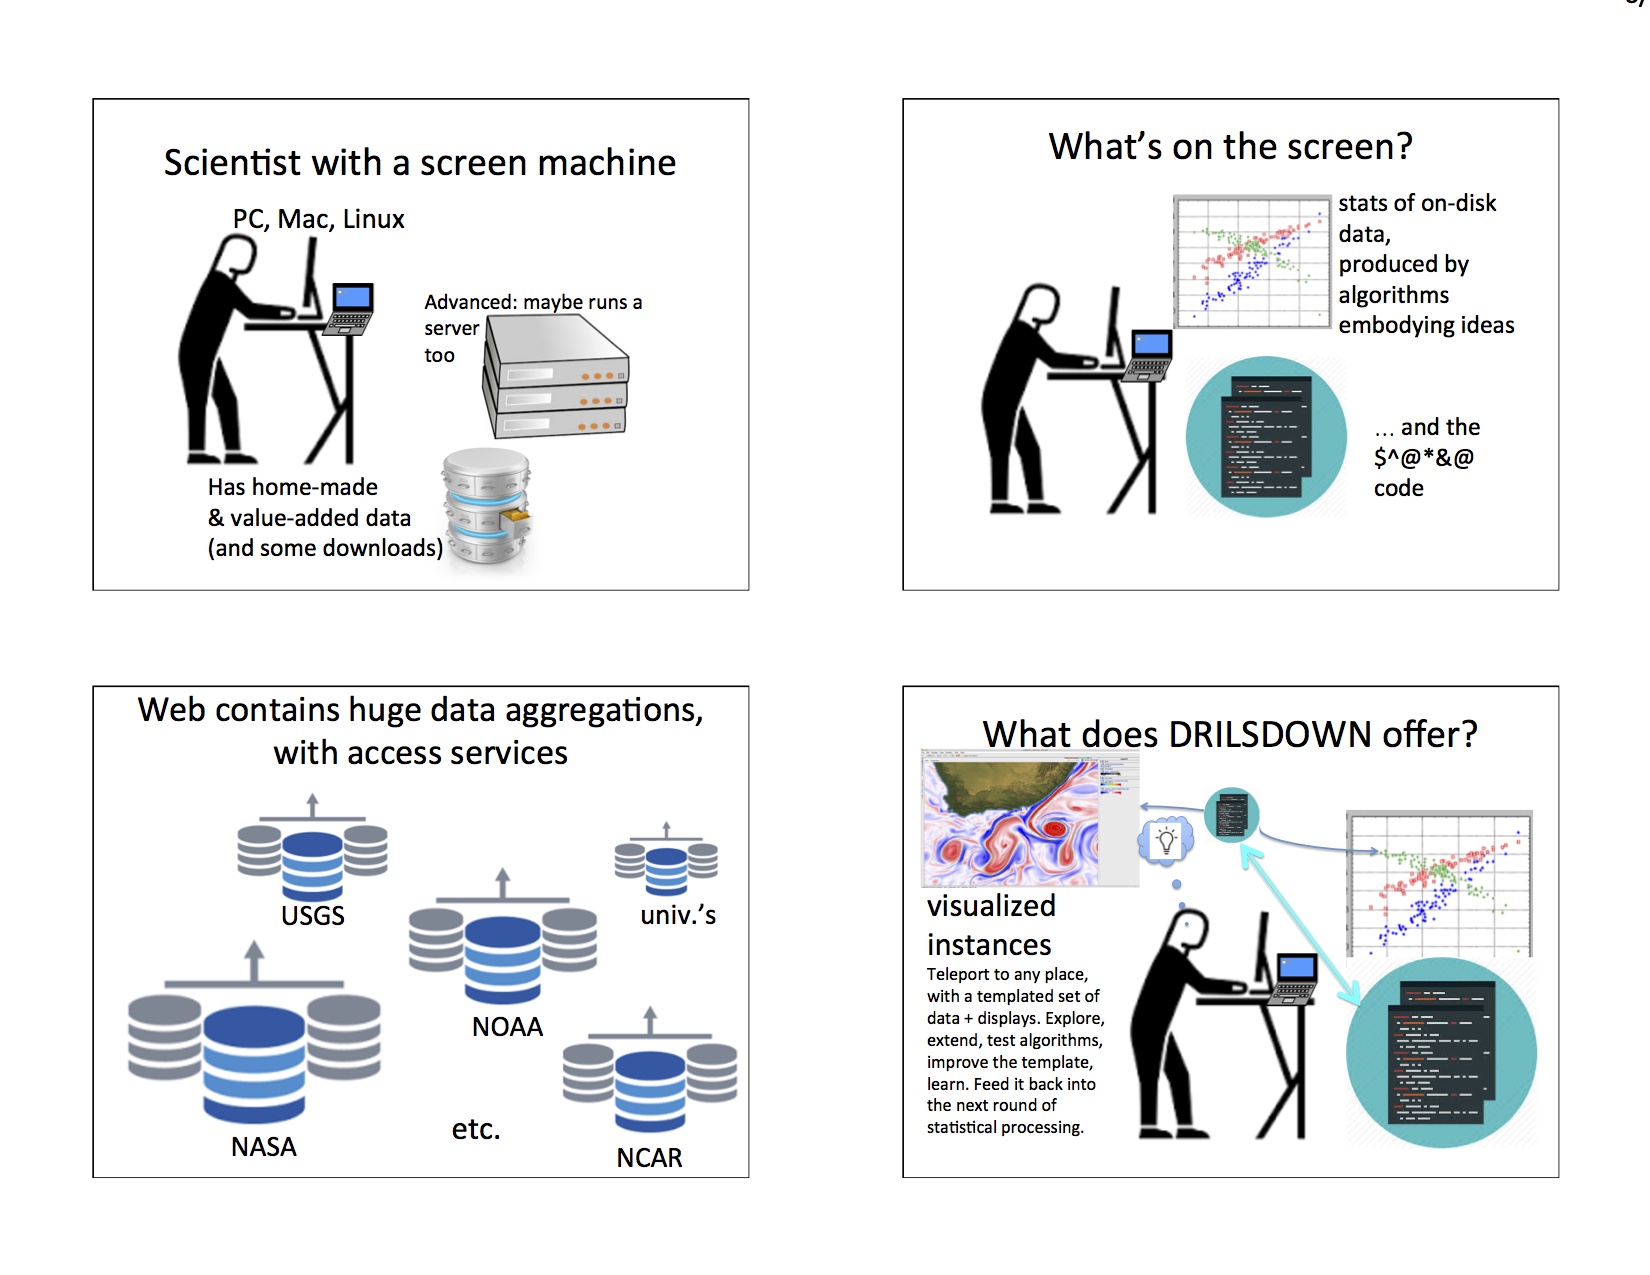 Scientist with a screen machine
PC, Mac, Linux
Advanced: maybe runs a
server
too
Has home-made
& value-added data
(and some downloads)
What's on the screen?
stats of on-disk
data,
produced by
algorithms
embodying ideas
... and the
$^@*&@
code
Web contains huge data aggregations,
with access services
USGS
univ.'s
NOAA
NASA
etc.
NCAR
What does DRILSDOWN offer?
visualized
instances
Teleport to any place,
with a templated set of
data + displays. Explore,
extend, test algorithms,
improve the template,
learn. Feed it back into
the next round of
statistical processing.